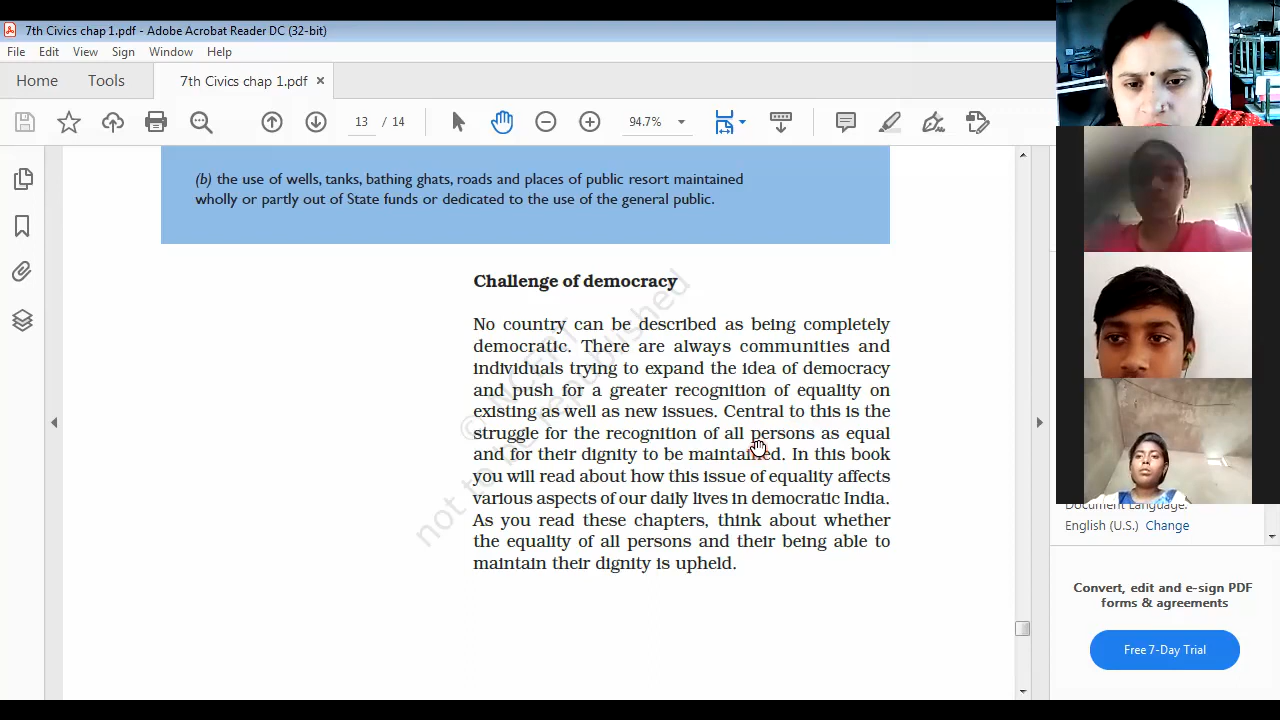 7th Civics chap 1.pdf - Adobe Acrobat Reader DC (32-bit)
File Edit View Sign Window Help
Home Tools 7th Civics chap 1.pdf ×
13 / 14 94.7%
(b) the use of wells, tanks, bathing ghats, roads and places of public resort maintained
wholly or partly out of State funds or dedicated to the use of the general public.
Challenge of democracy
No country can be described as being completely
democratic. There are always communities and
individuals trying to expand the idea of democracy
and push for a greater recognition of equality on
existing as well as new issues. Central to this is the
struggle for the recognition of all persons as equal
and for their dignity to be maintained. In this book
you will read about how this issue of equality affects
various aspects of our daily lives in democratic India.
As you read these chapters, think about whether
the equality of all persons and their being able to
maintain their dignity is upheld.
© NCERT
not to be republished
Document Language:
English (U.S.) Change
Convert, edit and e-sign PDF
forms & agreements
Free 7-Day Trial